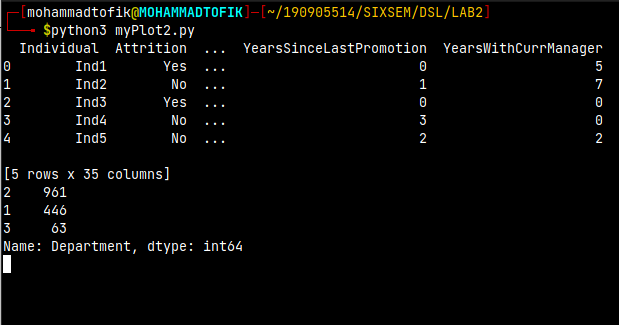 ┌─[mohammadtofik@MOHAMMADTOFIK]─[~/190905514/SIXSEM/DSL/LAB2]
└──╼ $python3 myPlot2.py
  Individual  Attrition  ...  YearsSinceLastPromotion  YearsWithCurrManager
0       Ind1        Yes  ...                        0                     5
1       Ind2         No  ...                        1                     7
2       Ind3        Yes  ...                        0                     0
3       Ind4         No  ...                        3                     0
4       Ind5         No  ...                        2                     2
[5 rows x 35 columns]
2    961
1    446
3     63
Name: Department, dtype: int64